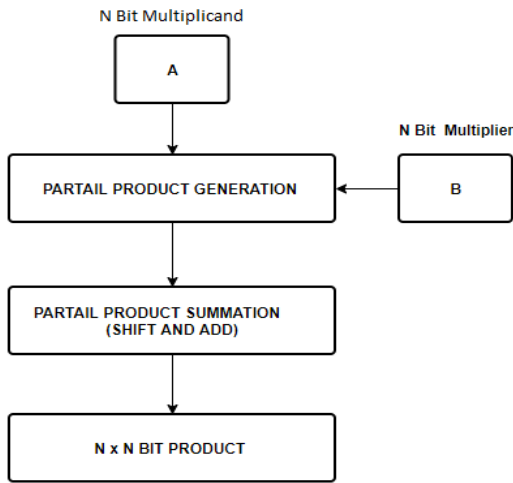 N Bit Multiplicand
A
N Bit Multiplier
PARTAIL PRODUCT GENERATION
B
PARTAIL PRODUCT SUMMATION
(SHIFT AND ADD)
N x N BIT PRODUCT